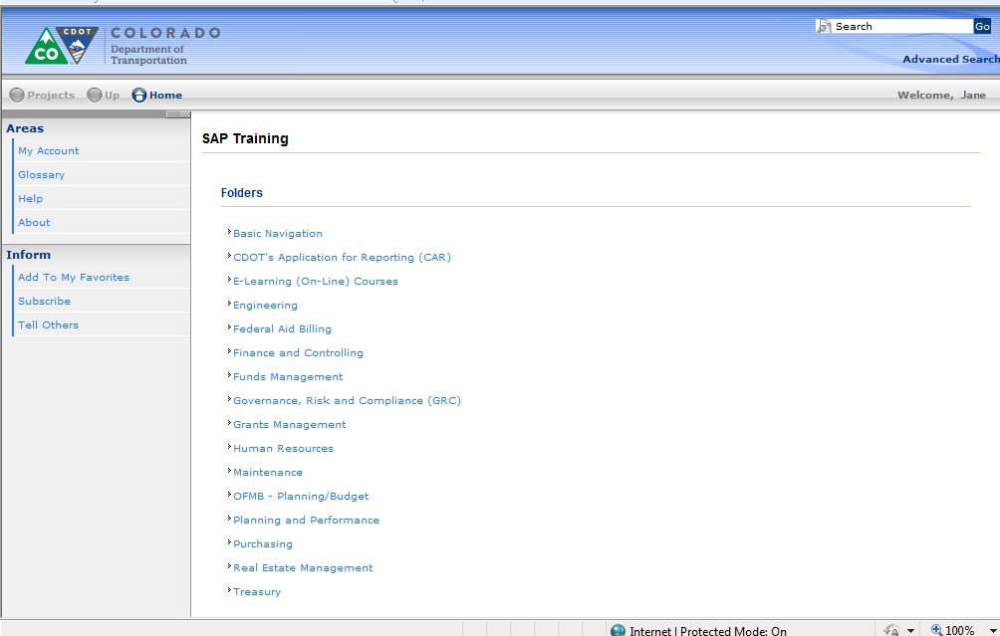 CDOT
CO
COLORADO
Department of
Transportation
Search
Go
Advanced Search
Projects
Up
Home
Welcome, Jane
Areas
My Account
Glossary
Help
About
Inform
Add To My Favorites
Subscribe
Tell Others
SAP Training
Folders
Basic Navigation
CDOT's Application for Reporting (CAR)
E-Learning (On-Line) Courses
Engineering
Federal Aid Billing
Finance and Controlling
Funds Management
Governance, Risk and Compliance (GRC)
Grants Management
Human Resources
Maintenance
OFMB - Planning/Budget
Planning and Performance
Purchasing
Real Estate Management
Treasury
Internet | Protected Mode: On
100%